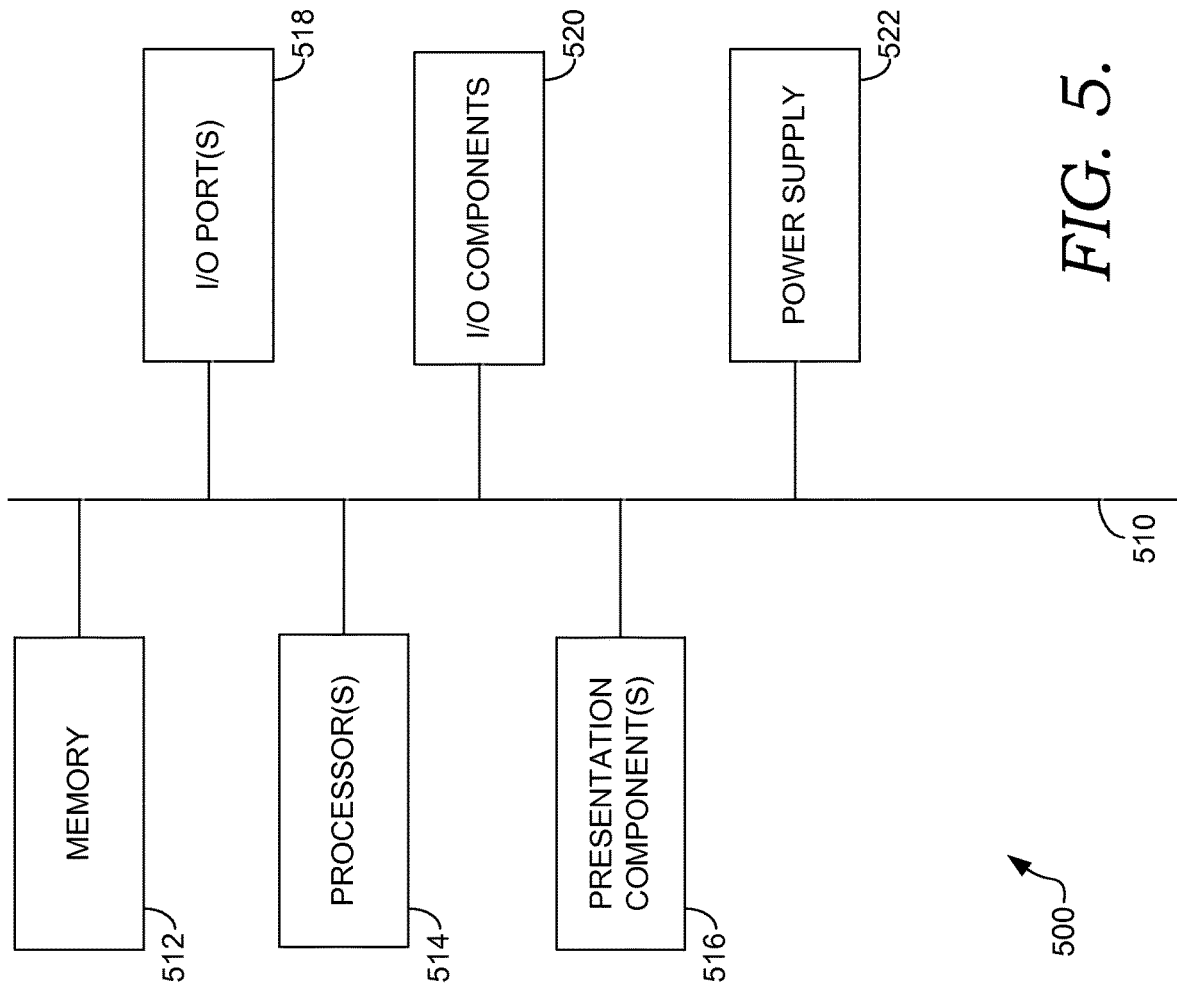 MEMORY
512
I/O PORT(S)
518
PROCESSOR(S)
514
I/O COMPONENTS
520
PRESENTATION
COMPONENT(S)
516
POWER SUPPLY
522
500
510
FIG. 5.